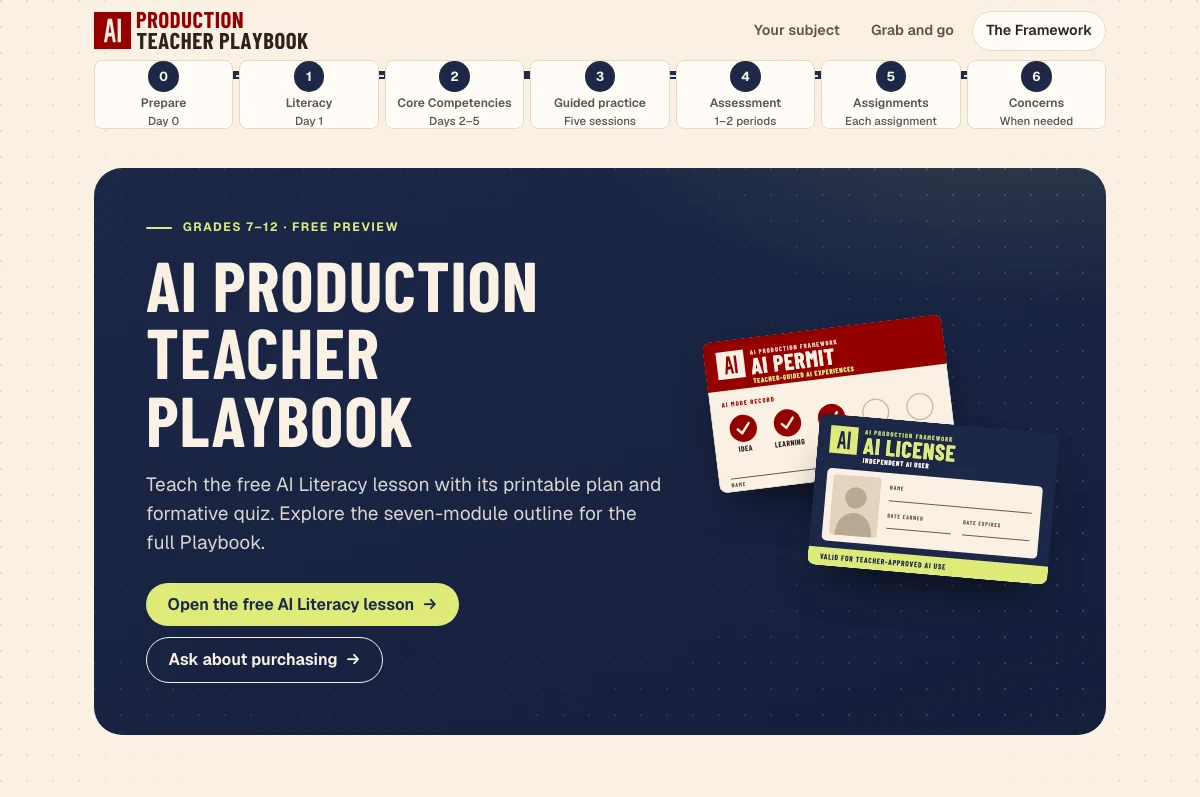 AI
PRODUCTION
TEACHER PLAYBOOK
Your subject
Grab and go
The Framework
0
Prepare
Day 0
1
Literacy
Day 1
2
Core Competencies
Days 2–5
3
Guided practice
Five sessions
4
Assessment
1–2 periods
5
Assignments
Each assignment
6
Concerns
When needed
GRADES 7–12 · FREE PREVIEW
AI PRODUCTION
TEACHER
PLAYBOOK
Teach the free AI Literacy lesson with its printable plan and
formative quiz. Explore the seven-module outline for the
full Playbook.
Open the free AI Literacy lesson →
Ask about purchasing →
AI
AI PRODUCTION FRAMEWORK
AI PERMIT
TEACHER-GUIDED AI EXPERIENCES
AI MODE RECORD
IDEA
LEARNING
NAME
AI
AI PRODUCTION FRAMEWORK
AI LICENSE
INDEPENDENT AI USER
NAME
DATE EARNED
DATE EXPIRES
VALID FOR TEACHER-APPROVED AI USE